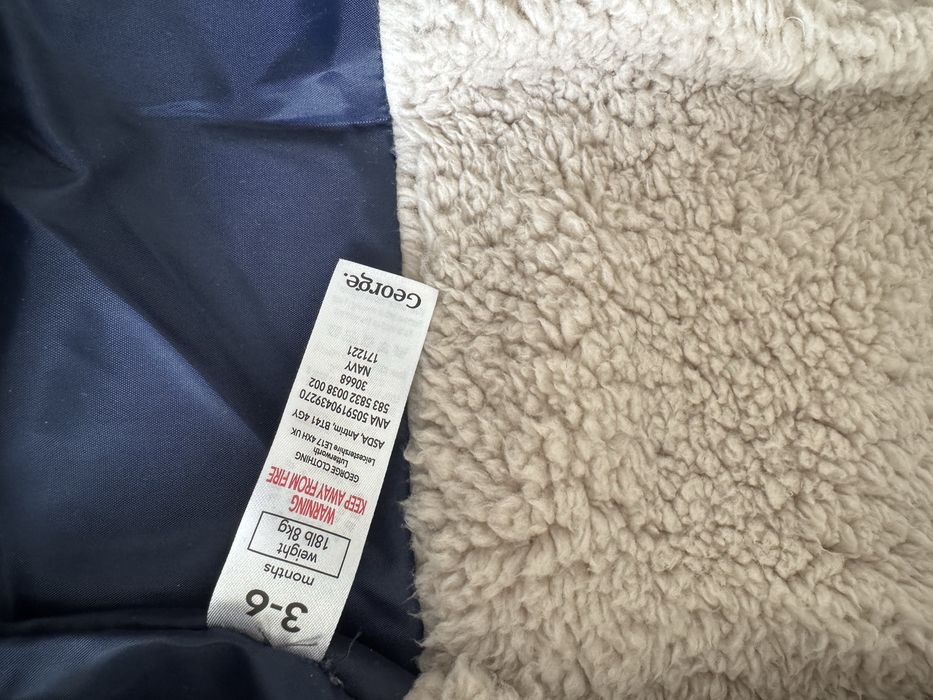 3-6
months
weight
18lb 8kg
WARNING
KEEP AWAY FROM FIRE
GEORGE CLOTHING
Lutterworth
Leicestershire LE17 4XH UK
ASDA, Antrim, BT41 4GY
ANA 5059190439270
583 5832 0038 002
30668
NAVY
171221
George.